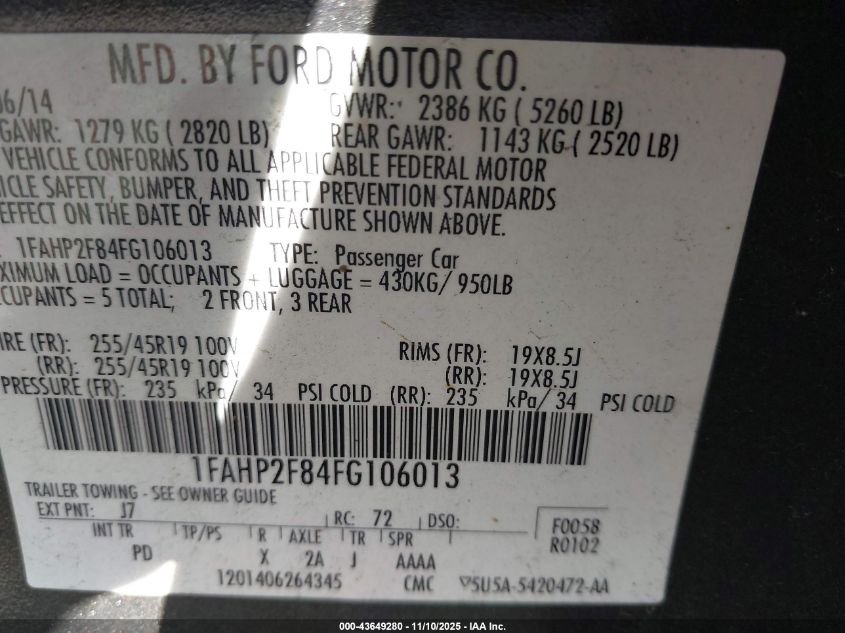 MFD. BY FORD MOTOR CO.
06/14 GVWR: 2386 KG ( 5260 LB)
GAWR: 1279 KG ( 2820 LB) REAR GAWR: 1143 KG ( 2520 LB)
VEHICLE CONFORMS TO ALL APPLICABLE FEDERAL MOTOR
ICLE SAFETY, BUMPER, AND THEFT PREVENTION STANDARDS
EFFECT ON THE DATE OF MANUFACTURE SHOWN ABOVE.
1FAHP2F84FG106013 TYPE: Passenger Car
XIMUM LOAD = OCCUPANTS + LUGGAGE = 430KG/ 950LB
CUPANTS = 5 TOTAL; 2 FRONT, 3 REAR
IRE (FR): 255/45R19 100V RIMS (FR): 19X8.5J
(RR): 255/45R19 100V (RR): 19X8.5J
PRESSURE (FR): 235 kPa/ 34 PSI COLD (RR): 235 kPa/ 34 PSI COLD
1FAHP2F84FG106013
TRAILER TOWING - SEE OWNER GUIDE
EXT PNT: J7 RC: 72 DSO: F0058
INT TR TP/PS R AXLE TR SPR R0102
PD X 2A J AAAA
1201406264345 CMC 5U5A-5420472-AA
000-43649280 - 11/10/2025 - IAA Inc.